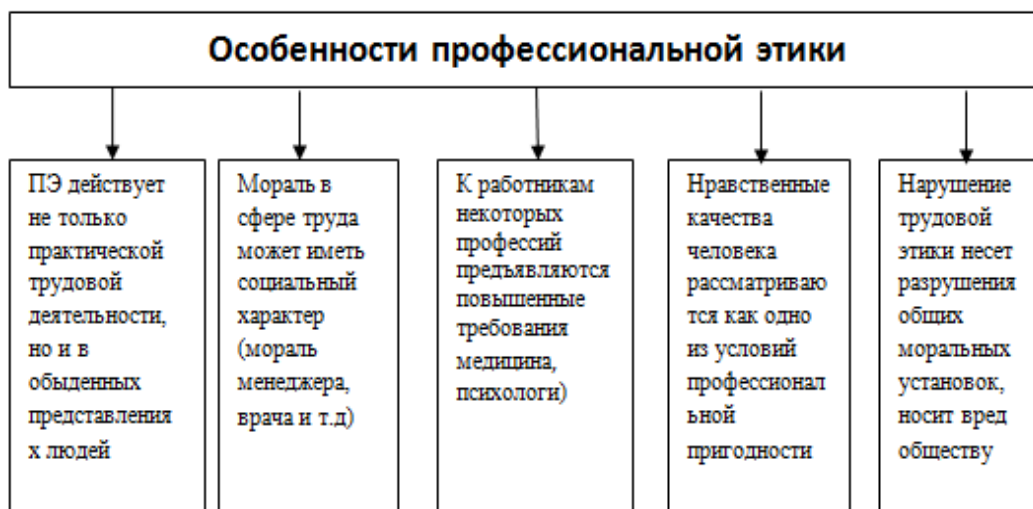 Особенности профессиональной этики
ПЭ действует
не только
практической
трудовой
деятельности,
но и в
обыденных
представления
х людей
Мораль в
сфере труда
может иметь
социальный
характер
(мораль
менеджера,
врача и т.д)
К работникам
некоторых
профессий
предъявляются
повышенные
требования
медицина,
психологи)
Нравственные
качества
человека
рассматриваю
тся как одно
из условий
профессионал
ьной
пригодности
Нарушение
трудовой
этики несет
разрушения
общих
моральных
установок,
носит вред
обществу